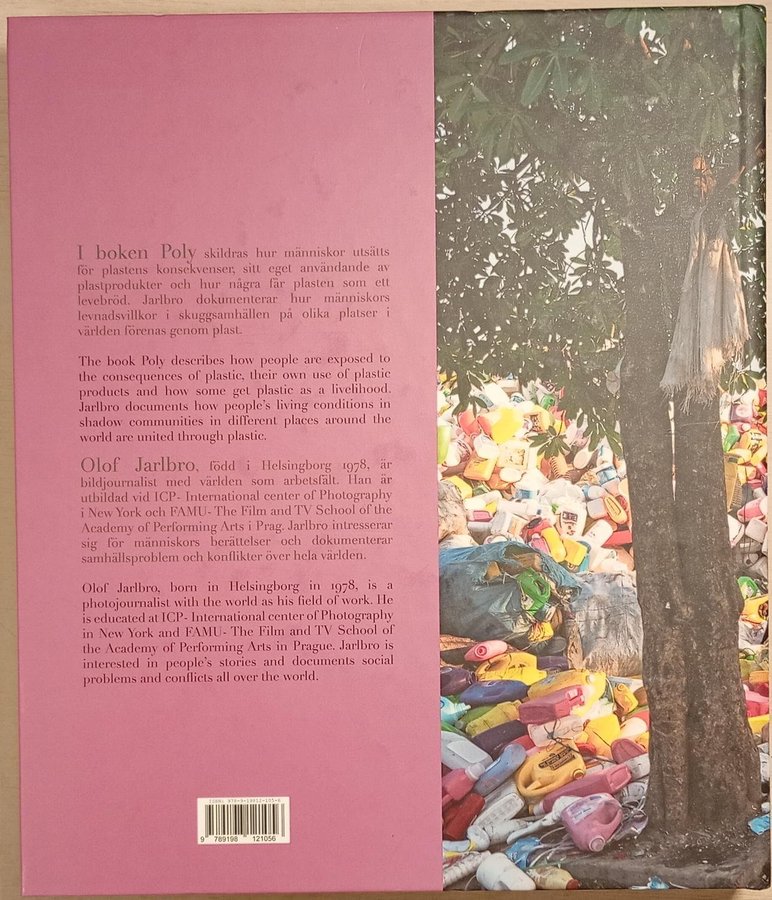 I boken Poly skildras hur människor utsätts
för plastens konsekvenser, sitt eget användande av
plastprodukter och hur några får plasten som ett
levebröd. Jarlbro dokumenterar hur människors
levnadsvillkor i skuggsamhällen på olika platser i
världen förenas genom plast.
The book Poly describes how people are exposed to
the consequences of plastic, their own use of plastic
products and how some get plastic as a livelihood.
Jarlbro documents how people's living conditions in
shadow communities in different places around the
world are united through plastic.
Olof Jarlbro, född i Helsingborg 1978, är
bildjournalist med världen som arbetsfält. Han är
utbildad vid ICP- International center of Photography
i New York och FAMU- The Film and TV School of the
Academy of Performing Arts i Prag. Jarlbro intresserar
sig för människors berättelser och dokumenterar
samhällsproblem och konflikter över hela världen.
Olof Jarlbro, born in Helsingborg in 1978, is a
photojournalist with the world as his field of work. He
is educated at ICP- International center of Photography
in New York and FAMU- The Film and TV School of
the Academy of Performing Arts in Prague. Jarlbro is
interested in people's stories and documents social
problems and conflicts all over the world.
ISBN: 978-9-19812-105-6
9 789198 121056